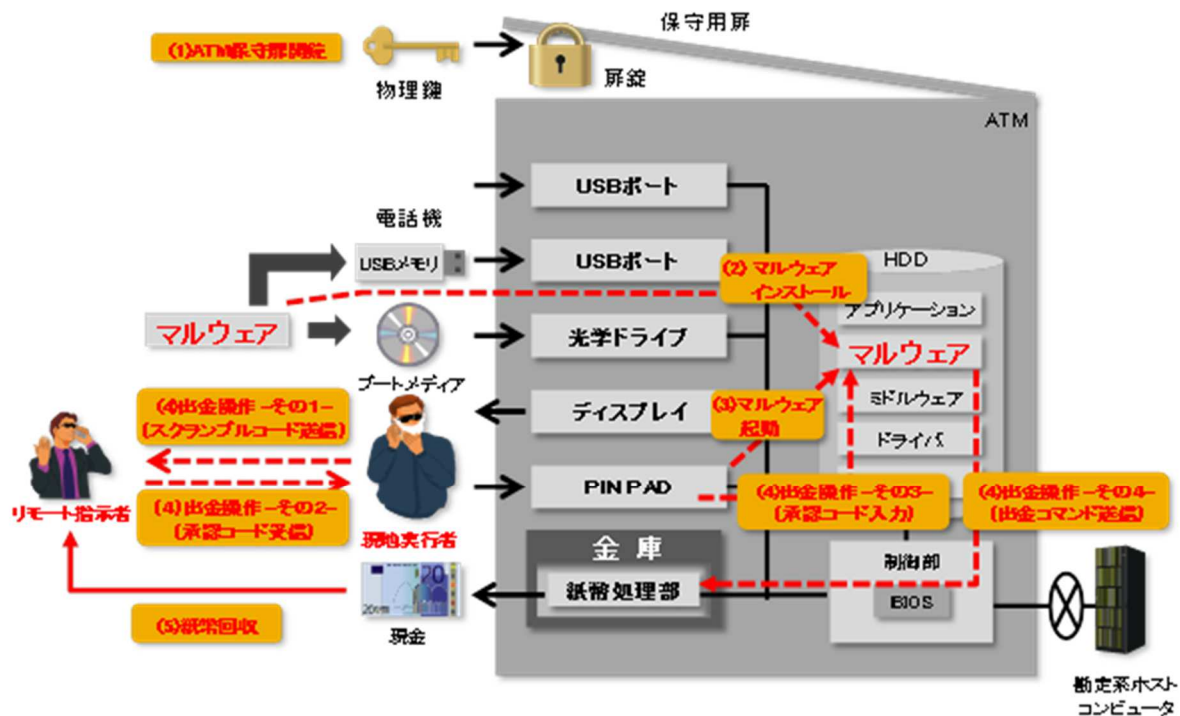 保守用扉
(1)ATM保守扉開錠
物理鍵
扉錠
ATM
USBポート
電話機
USBメモリ
USBポート
(2) マルウェア
インストール
HDD
アプリケーション
マルウェア
光学ドライブ
マルウェア
ブートメディア
ミドルウェア
(4)出金操作-その1-
(スクランブルコード送信)
ディスプレイ
(3)マルウェア
起動
ドライバ
PIN PAD
(4)出金操作-その3-
(承認コード入力)
(4)出金操作-その4-
(出金コマンド送信)
リモート指示者
(4)出金操作-その2-
(承認コード受信)
現地実行者
金庫
制御部
紙幣処理部
BIOS
20
現金
(5)紙幣回収
勘定系ホスト
コンピュータ